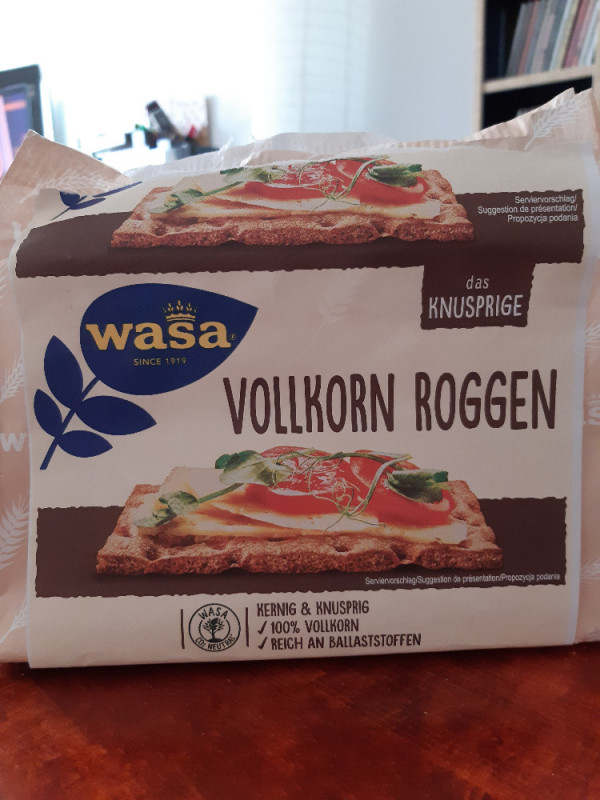 Serviervorschlag/
Suggestion de présentation/
Propozycja podania
das
KNUSPRIGE
wasa
SINCE 1919
VOLLKORN ROGGEN
Serviervorschlag/Suggestion de présentation/Propozycja podania
WASA
CO2 NEUTRAL
KERNIG & KNUSPRIG
✓ 100% VOLLKORN
✓ REICH AN BALLASTSTOFFEN